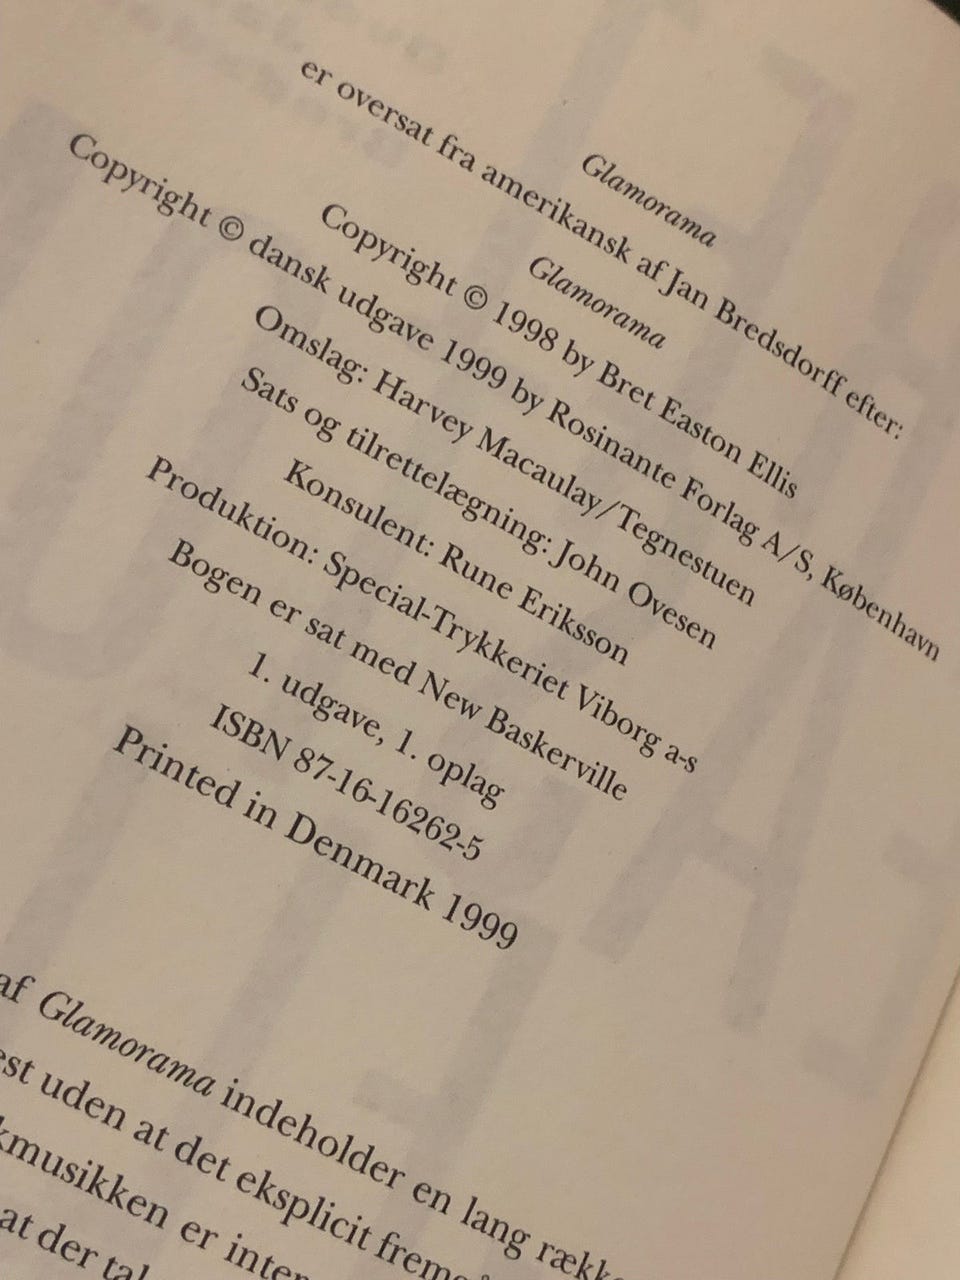 Glamorama
er oversat fra amerikansk af Jan Bredsdorff efter:
Glamorama
Copyright © 1998 by Bret Easton Ellis
Copyright © dansk udgave 1999 by Rosinante Forlag A/S, København
Omslag: Harvey Macaulay/Tegnestuen
Sats og tilrettelægning: John Ovesen
Konsulent: Rune Eriksson
Produktion: Special-Trykkeriet Viborg a-s
Bogen er sat med New Baskerville
1. udgave, 1. oplag
ISBN 87-16-16262-5
Printed in Denmark 1999
af Glamorama indeholder en lang række
uden at det eksplicit
er
at der